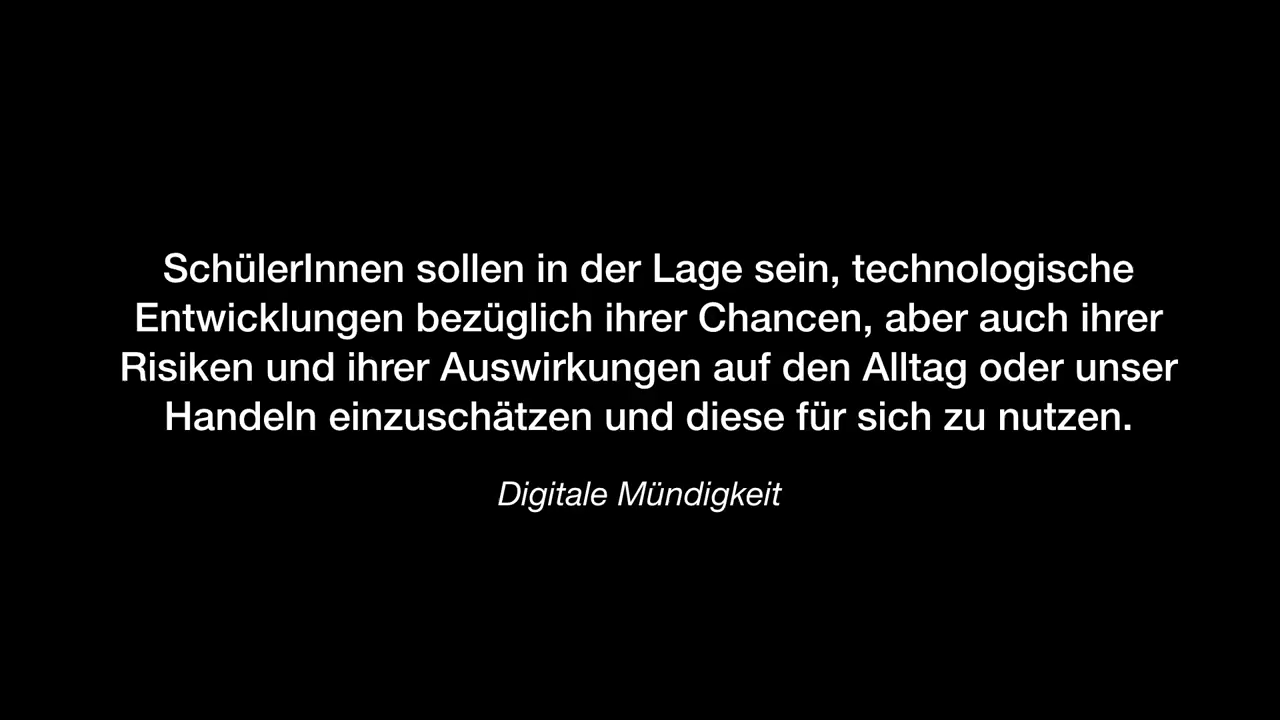 SchülerInnen sollen in der Lage sein, technologische
Entwicklungen bezüglich ihrer Chancen, aber auch ihrer
Risiken und ihrer Auswirkungen auf den Alltag oder unser
Handeln einzuschätzen und diese für sich zu nutzen.
Digitale Mündigkeit